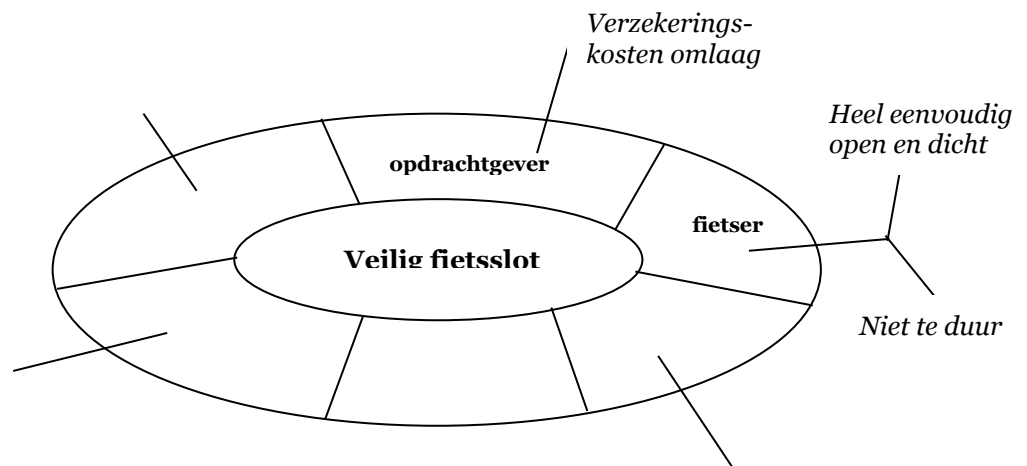 Verzekerings-
kosten omlaag
Heel eenvoudig
open en dicht
opdrachtgever
fietser
Veilig fietsslot
Niet te duur